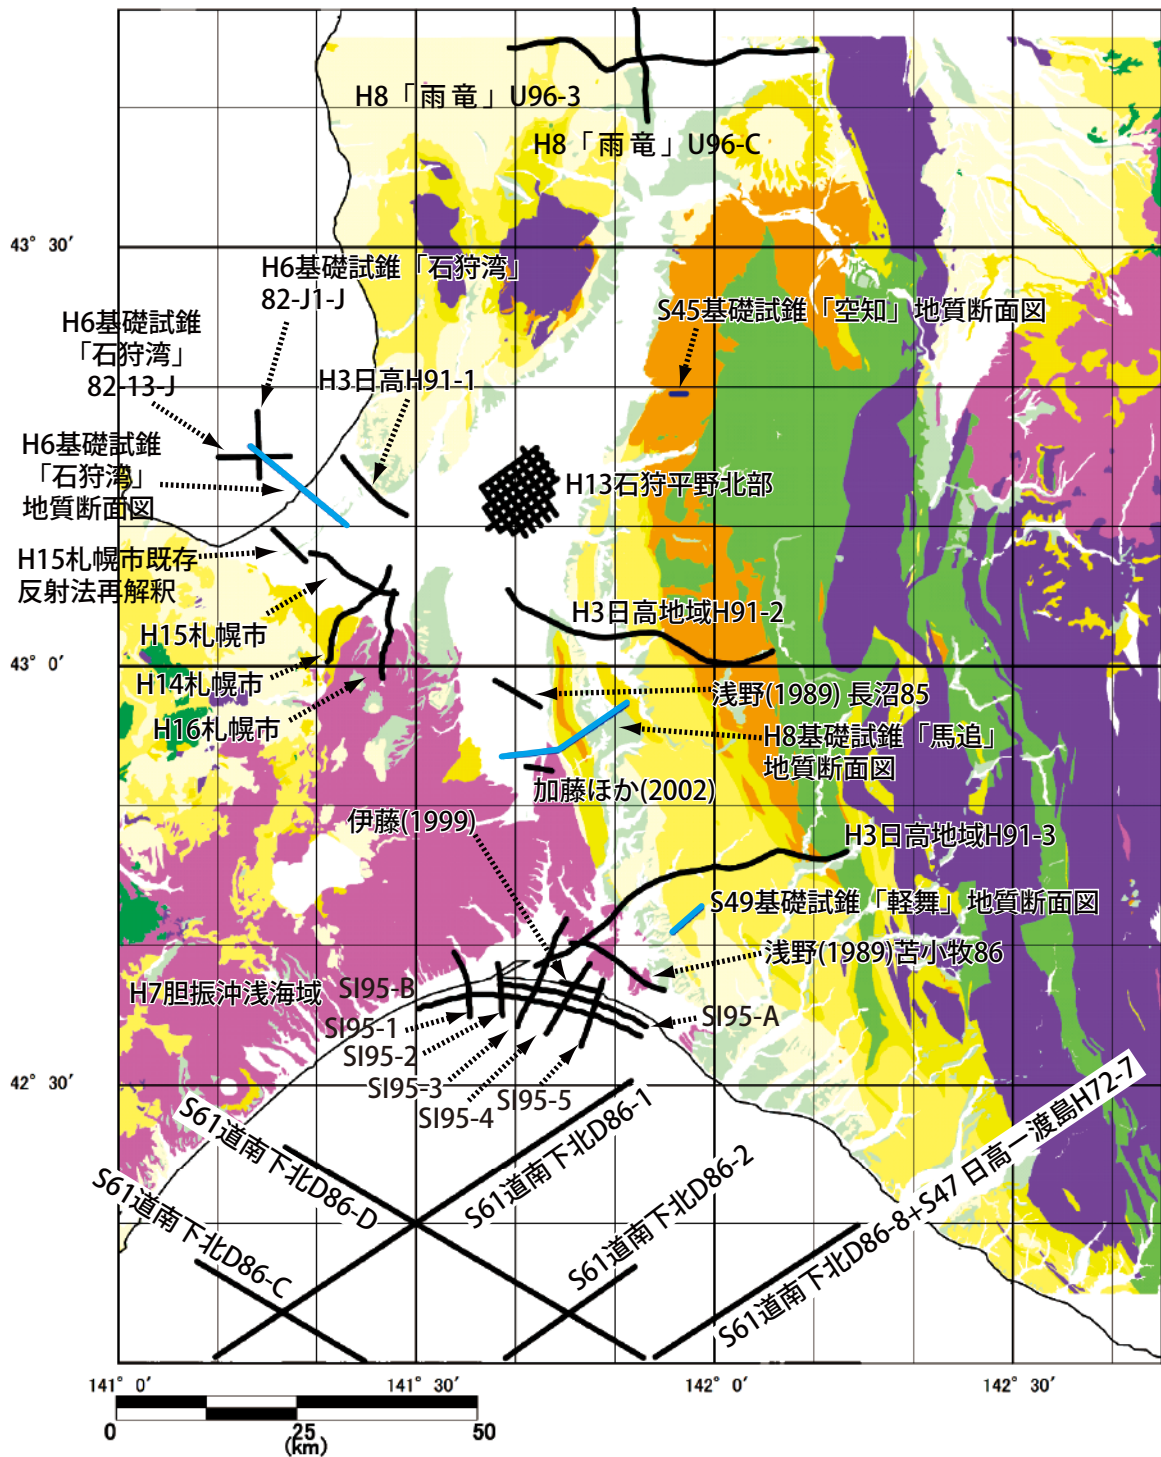 H8「雨竜」U96-3
H8「雨竜」U96-C
43° 30′
H6基礎試錐「石狩湾」
82-J1-J
H6基礎試錐
「石狩湾」
82-13-J
S45基礎試錐「空知」地質断面図
H3日高H91-1
H6基礎試錐
「石狩湾」
地質断面図
H13石狩平野北部
H15札幌市既存
反射法再解釈
H3日高地域H91-2
H15札幌市
43° 0′
H14札幌市
浅野(1989) 長沼85
H16札幌市
H8基礎試錐「馬追」
地質断面図
加藤ほか(2002)
伊藤(1999)
H3日高地域H91-3
S49基礎試錐「軽舞」地質断面図
浅野(1989)苫小牧86
H7胆振沖浅海域
SI95-B
SI95-A
SI95-1
SI95-2
SI95-3
SI95-4
SI95-5
42° 30′
S61道南下北D86-D
S61道南下北D86-1
S61道南下北D86-2
S61道南下北D86-C
S61道南下北D86-8+S47 日高ー渡島H72-7
141° 0′
141° 30′
142° 0′
142° 30′
0
25
50
(km)